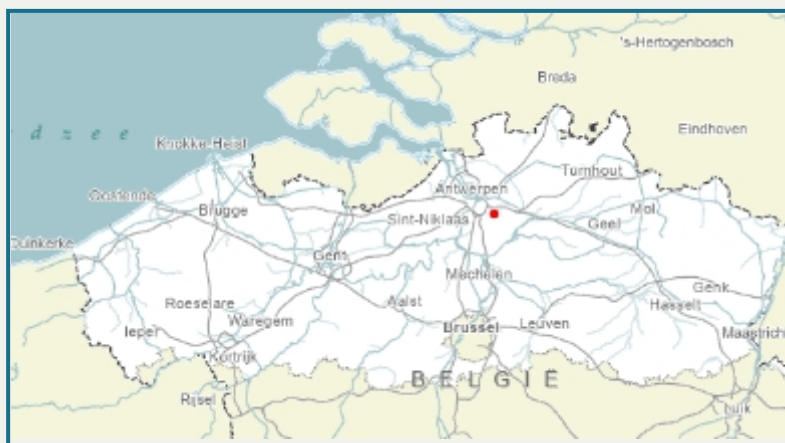 's-Hertogenbosch
Breda
Eindhoven
d z e e
Knokke-Heist
Turnhout
Antwerpen
Oostende
Brugge
Sint-Niklaas
Mol
Geel
Duinkerke
Gent
Mechelen
Genk
Roeselare
Aalst
Hasselt
Ieper
Waregem
Brussel
Leuven
Maastrich
Kortrijk
BELGIË
Rijsel
Luik